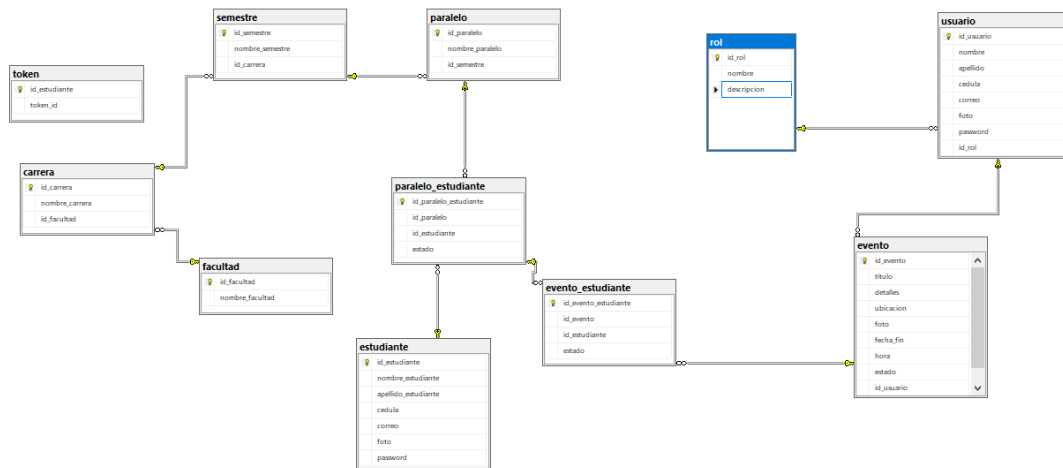 semestre
id_semestre
nombre_semestre
id_carrera
paralelo
id_paralelo
nombre_paralelo
id_semestre
usuario
id_usuario
nombre
apellido
cedula
correo
foto
password
id_rol
rol
id_rol
nombre
descripcion
token
id_estudiante
token_id
carrera
id_carrera
nombre_carrera
id_facultad
paralelo_estudiante
id_paralelo_estudiante
id_paralelo
id_estudiante
estado
facultad
id_facultad
nombre_facultad
evento_estudiante
id_evento_estudiante
id_evento
id_estudiante
estado
evento
id_evento
titulo
detalles
ubicacion
foto
fecha_fin
hora
estado
id_usuario
estudiante
id_estudiante
nombre_estudiante
apellido_estudiante
cedula
correo
foto
password